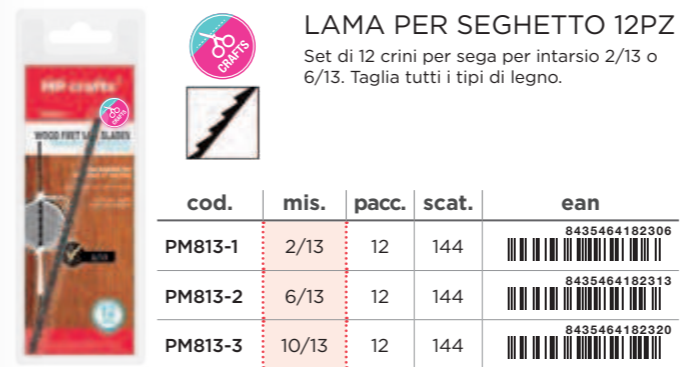 LAMA PER SEGHETTO 12PZ
Set di 12 crini per sega per intarsio 2/13 o
6/13. Taglia tutti i tipi di legno.
CRAFTS
MP crafts
CRAFTS
WOOD FRET SAW BLADES
cod. mis. pacc. scat. ean
PM813-1 2/13 12 144 8435464182306
PM813-2 6/13 12 144 8435464182313
PM813-3 10/13 12 144 8435464182320